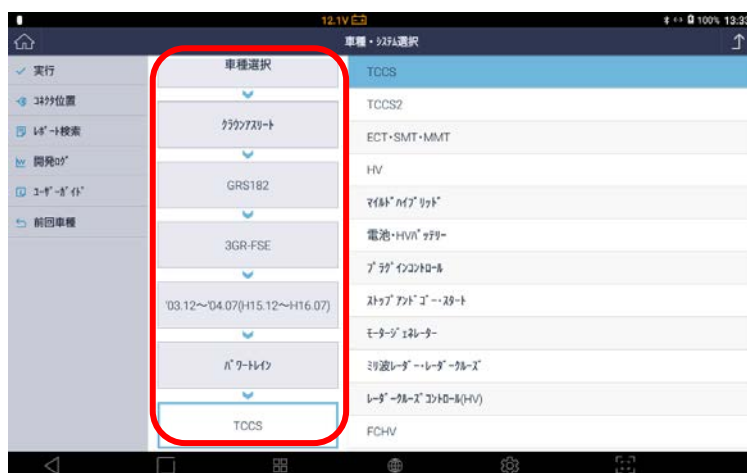 12.1V
100% 13:33
車種・ｼｽﾃﾑ選択
実行
ｺﾈｸﾀ位置
ﾚﾎﾟｰﾄ検索
開発ﾛｸﾞ
ﾕｰｻﾞｰｶﾞｲﾄﾞ
前回車種
車種選択
ｸﾗｳﾝｱｽﾘｰﾄ
GRS182
3GR-FSE
'03.12～'04.07(H15.12～H16.07)
ﾊﾟﾜｰﾄﾚｲﾝ
TCCS
TCCS
TCCS2
ECT･SMT･MMT
HV
ﾏｲﾙﾄﾞﾊｲﾌﾞﾘｯﾄﾞ
電池･HVﾊﾞｯﾃﾘｰ
ﾌﾟﾗｸﾞｲﾝｺﾝﾄﾛｰﾙ
ｽﾄｯﾌﾟｱﾝﾄﾞｺﾞｰ･ｽﾀｰﾄ
ﾓｰﾀｰｼﾞｪﾈﾚｰﾀｰ
ﾐﾘ波ﾚｰﾀﾞｰ･ﾚｰﾀﾞｰｸﾙｰｽﾞ
ﾚｰﾀﾞｰｸﾙｰｽﾞｺﾝﾄﾛｰﾙ(HV)
FCHV